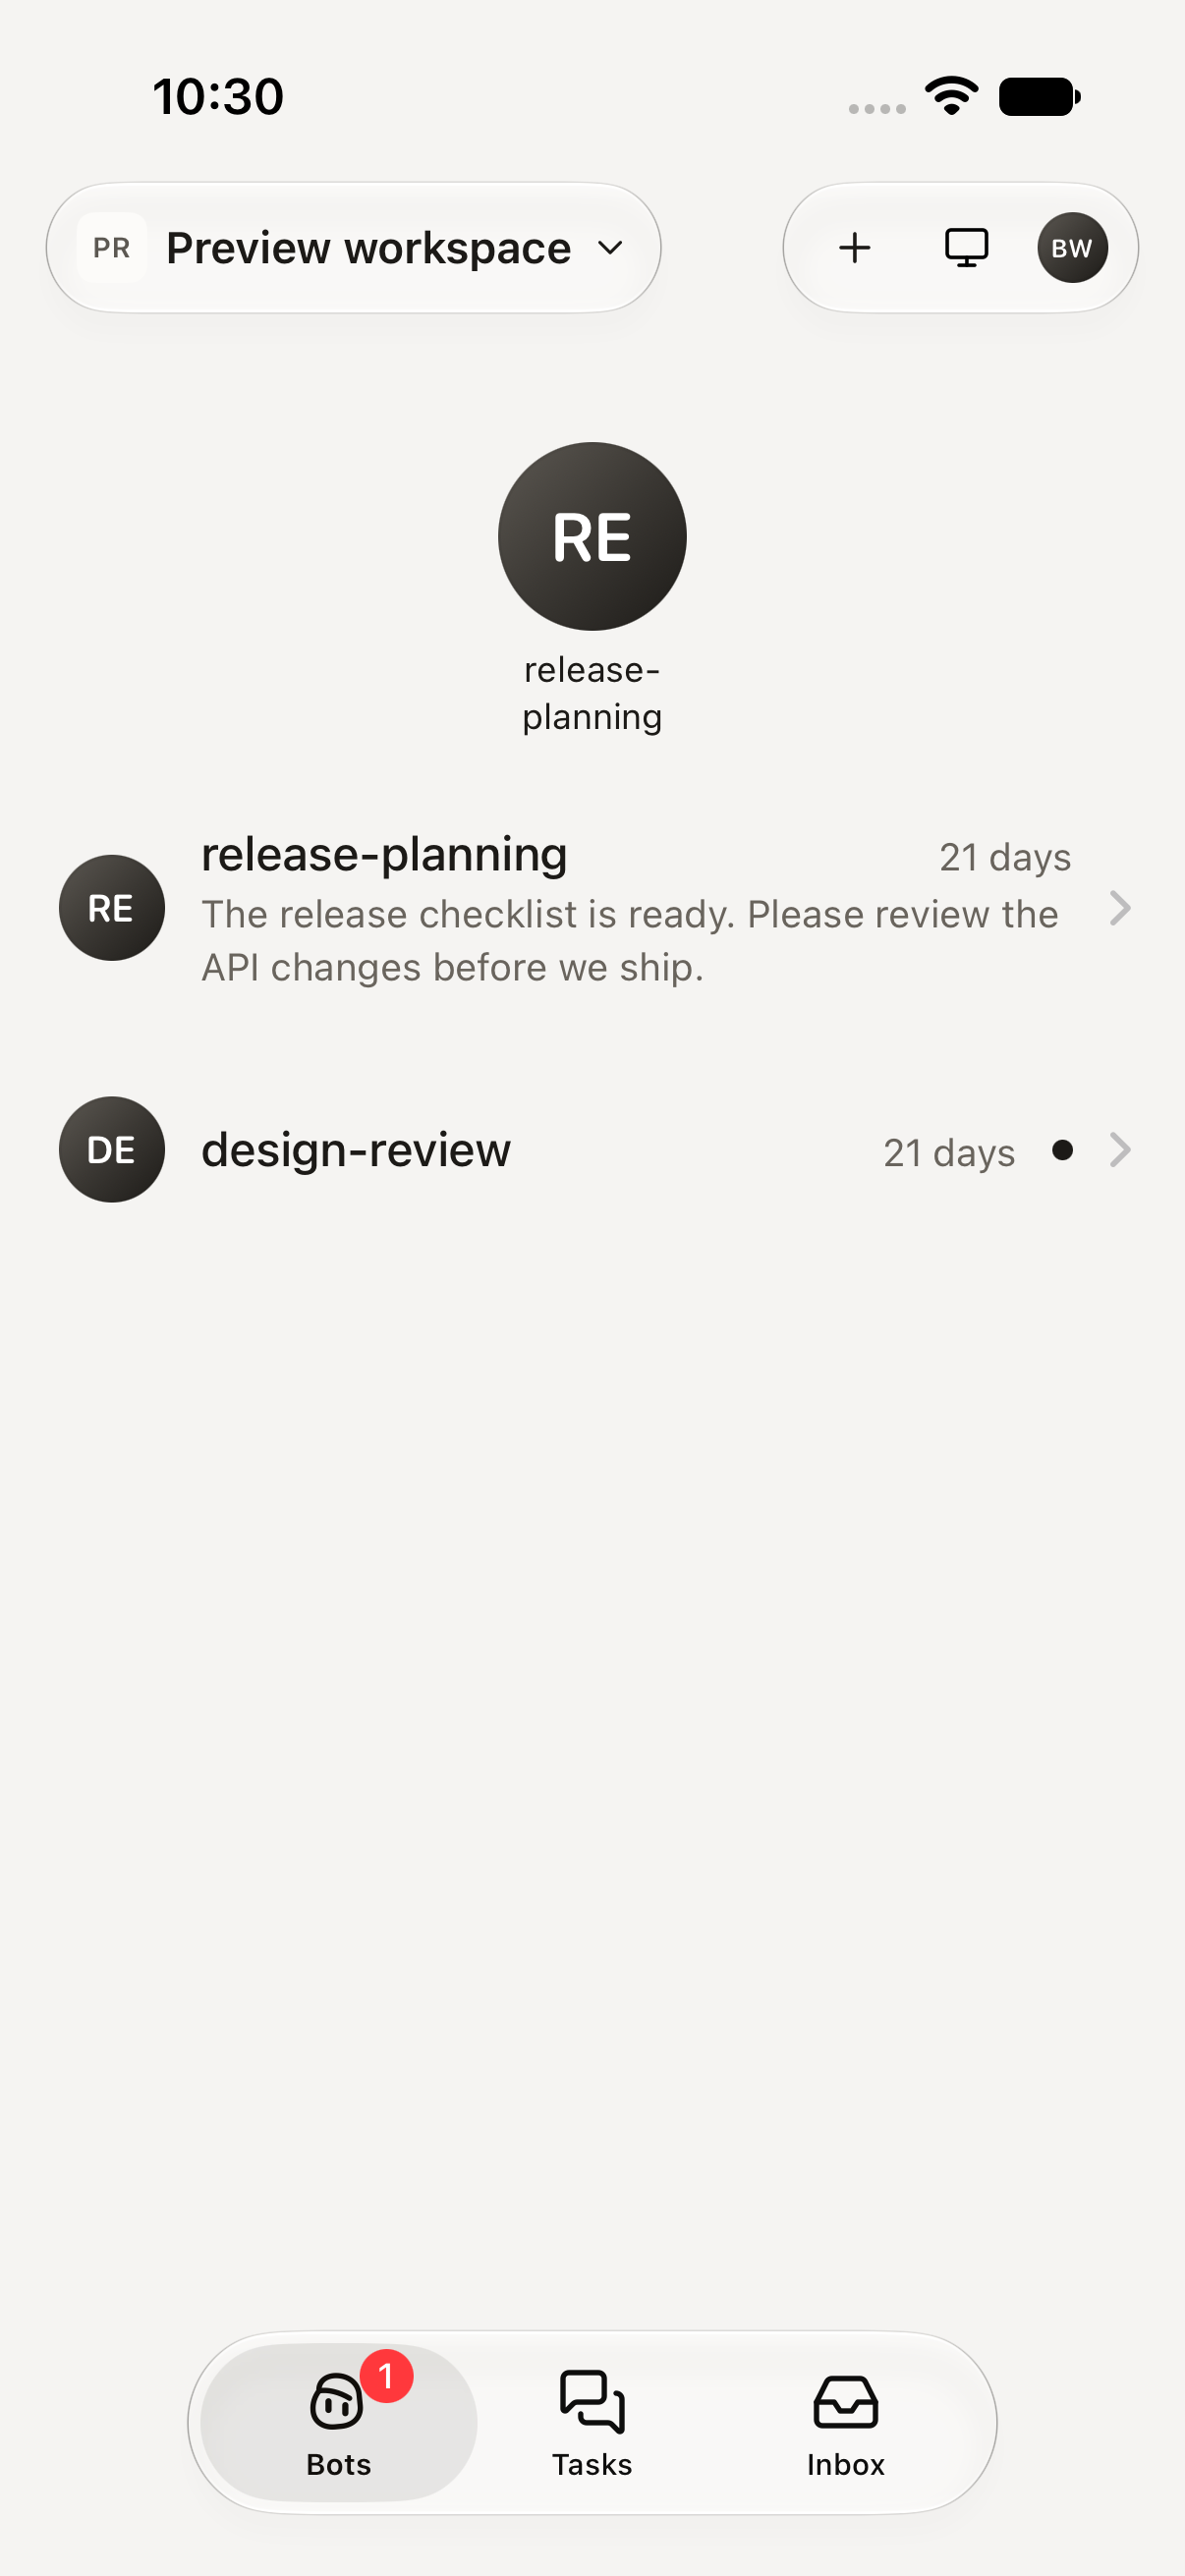 10:30
PR Preview workspace
BW
RE
release-
planning
RE
release-planning
21 days
The release checklist is ready. Please review the
API changes before we ship.
DE
design-review
21 days
1
Bots
Tasks
Inbox